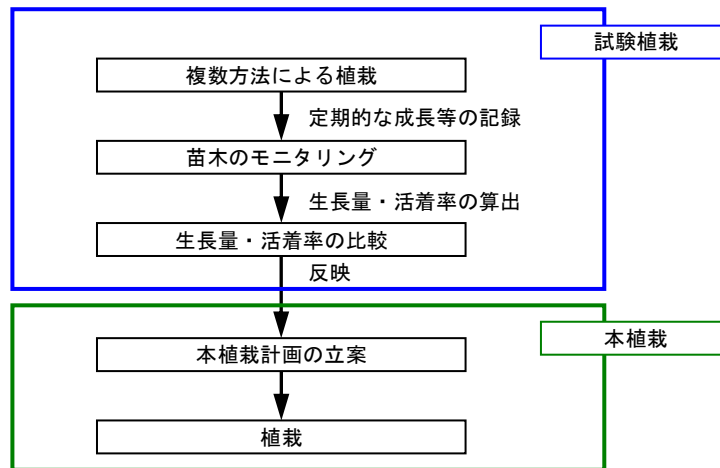 試験植栽
複数方法による植栽
定期的な成長等の記録
苗木のモニタリング
生長量・活着率の算出
生長量・活着率の比較
反映
本植栽
本植栽計画の立案
植栽